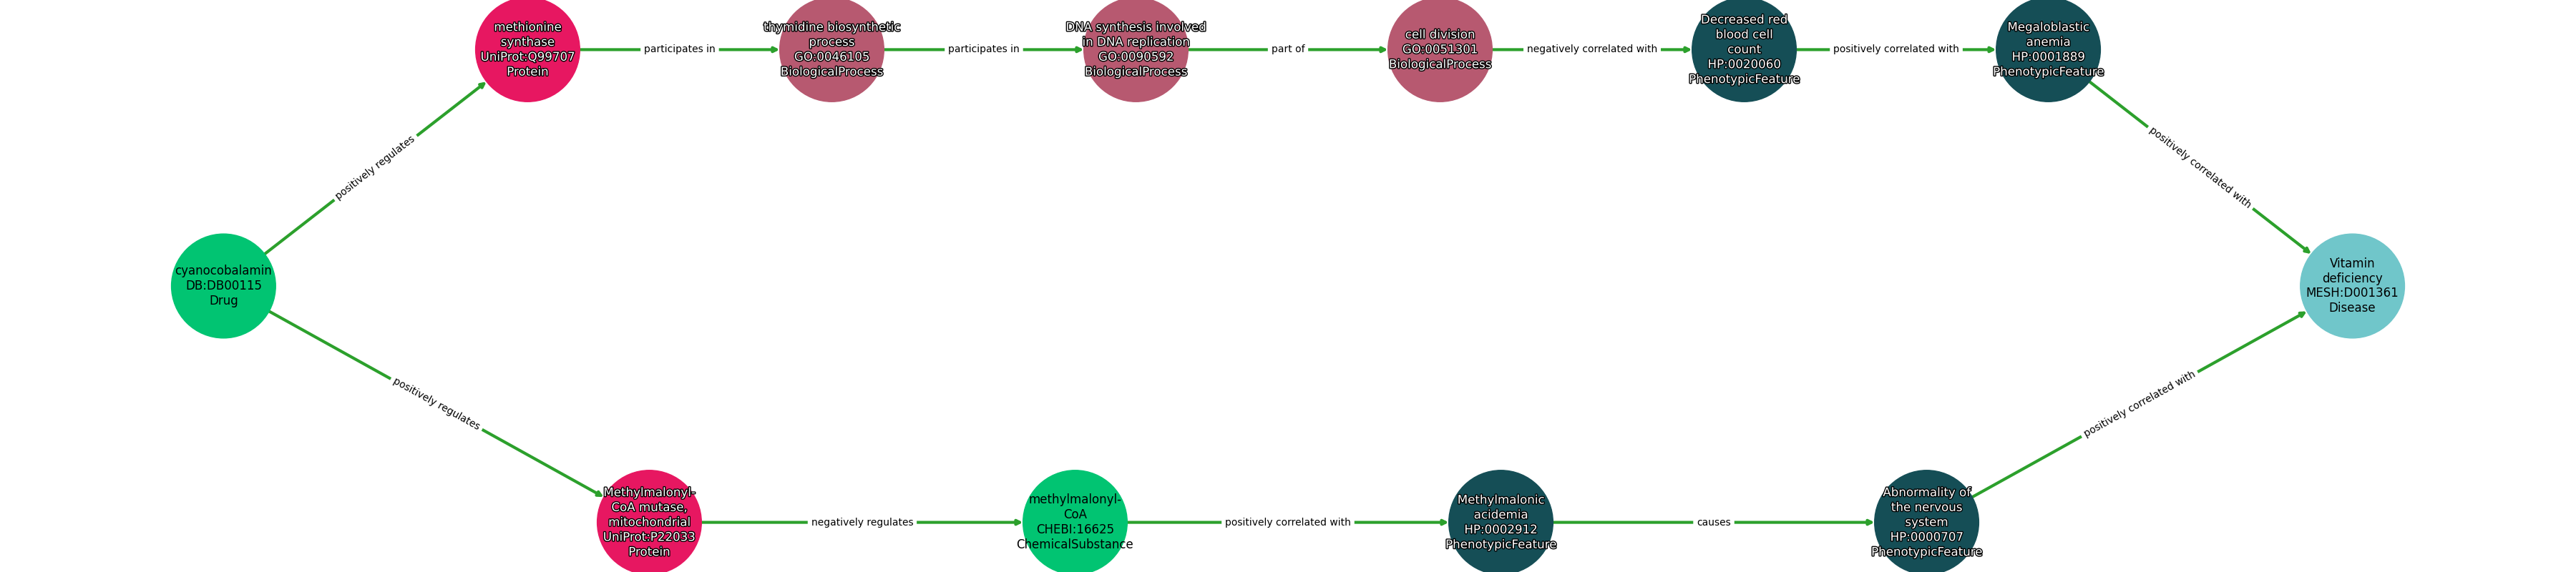 methionine
synthase
UniProt:Q99707
Protein
participates in
thymidine biosynthetic
process
GO:0046105
BiologicalProcess
participates in
DNA synthesis involved
in DNA replication
GO:0090592
BiologicalProcess
part of
cell division
GO:0051301
BiologicalProcess
negatively correlated with
Decreased red
blood cell
count
HP:0020060
PhenotypicFeature
positively correlated with
Megaloblastic
anemia
HP:0001889
PhenotypicFeature
positively regulates
positively correlated with
cyanocobalamin
DB:DB00115
Drug
Vitamin
deficiency
MESH:D001361
Disease
positively regulates
positively correlated with
Methylmalonyl-
CoA mutase,
mitochondrial
UniProt:P22033
Protein
negatively regulates
methylmalonyl-
CoA
CHEBI:16625
ChemicalSubstance
positively correlated with
Methylmalonic
acidemia
HP:0002912
PhenotypicFeature
causes
Abnormality of
the nervous
system
HP:0000707
PhenotypicFeature